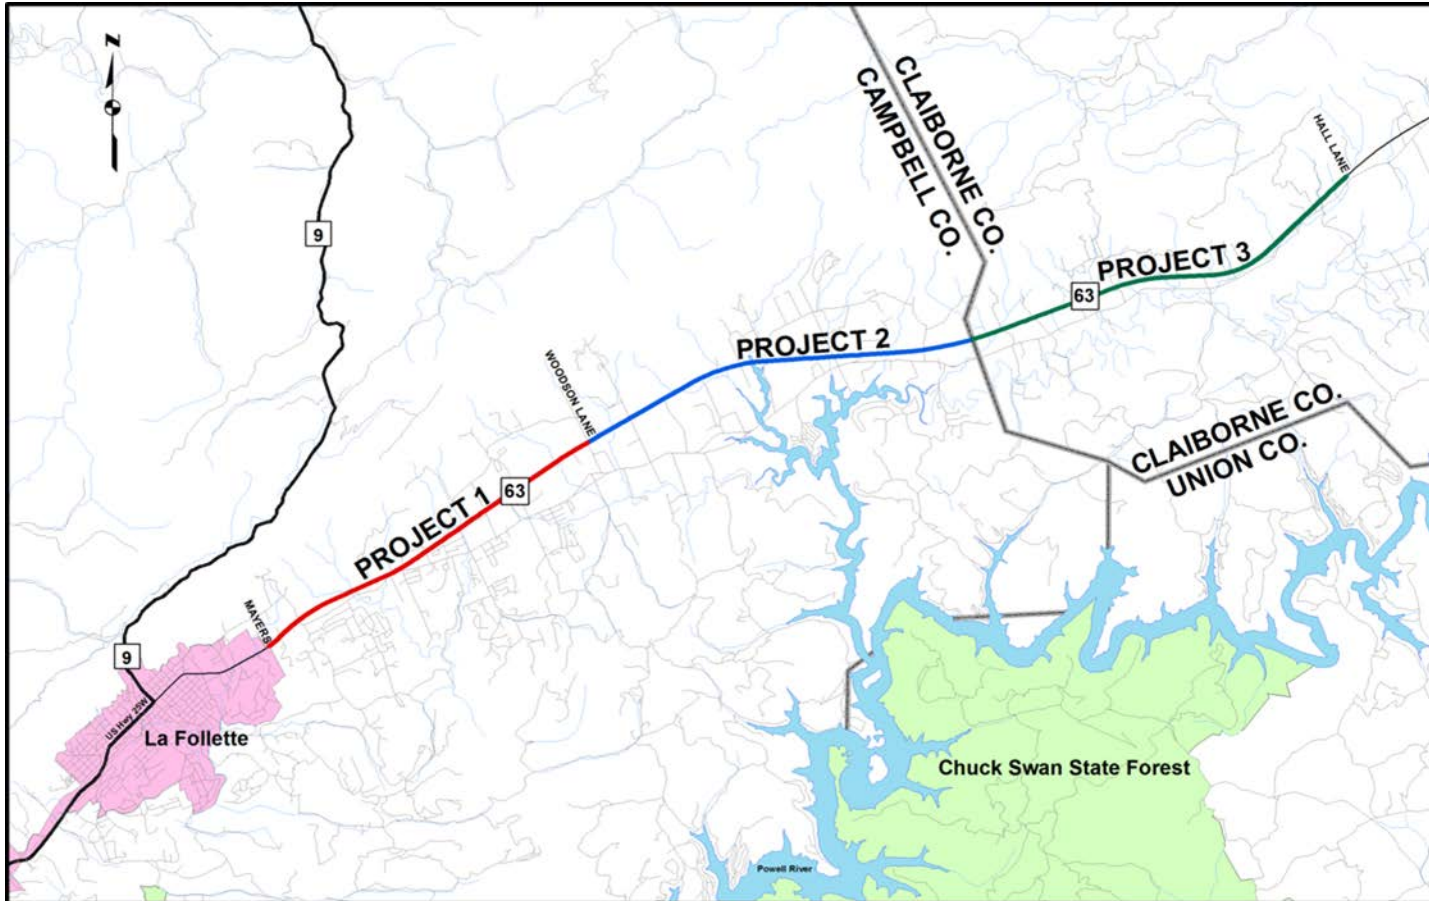 N
CLAIBORNE CO.
CAMPBELL CO.
HALL LANE
9
PROJECT 3
63
PROJECT 2
WOODSON LANE
CLAIBORNE CO.
UNION CO.
63
PROJECT 1
MAYERS
9
US Hwy 25W
La Follette
Chuck Swan State Forest
Powell River